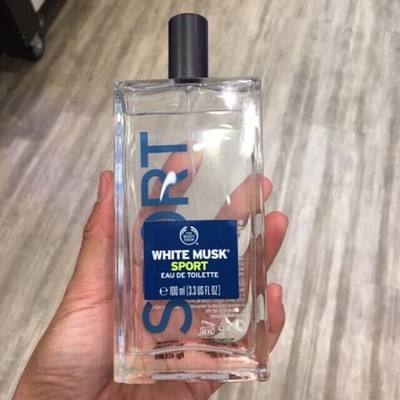 SPORT
THE
BODY
SHOP
WHITE MUSK®
SPORT
EAU DE TOILETTE
℮ 100 ml (3.3 US FL OZ)